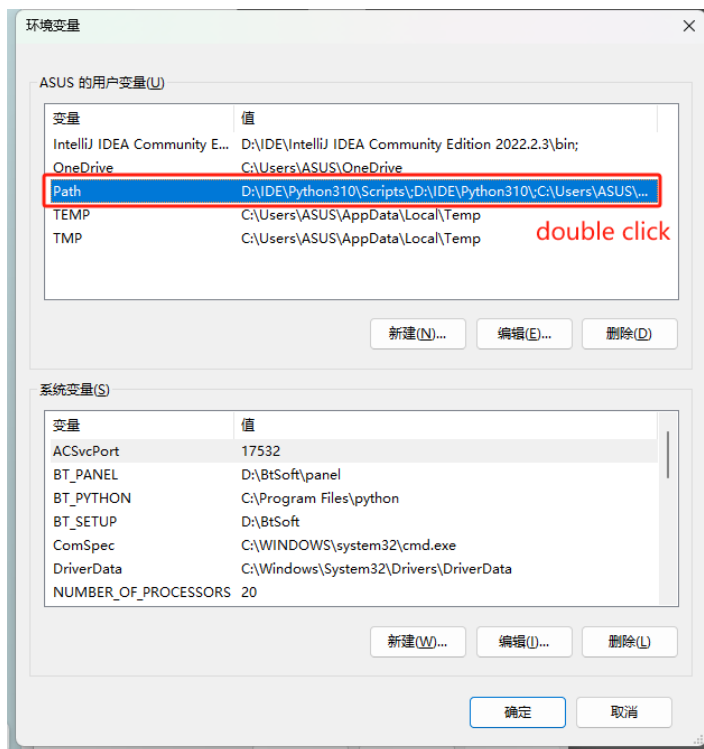 环境变量
ASUS 的用户变量(U)
变量 值
IntelliJ IDEA Community E... D:\IDE\IntelliJ IDEA Community Edition 2022.2.3\bin;
OneDrive C:\Users\ASUS\OneDrive
Path D:\IDE\Python310\Scripts\;D:\IDE\Python310\;C:\Users\ASUS\...
TEMP C:\Users\ASUS\AppData\Local\Temp
TMP C:\Users\ASUS\AppData\Local\Temp
double click
新建(N)... 编辑(E)... 删除(D)
系统变量(S)
变量 值
ACSvcPort 17532
BT_PANEL D:\BtSoft\panel
BT_PYTHON C:\Program Files\python
BT_SETUP D:\BtSoft
ComSpec C:\WINDOWS\system32\cmd.exe
DriverData C:\Windows\System32\Drivers\DriverData
NUMBER_OF_PROCESSORS 20
新建(W)... 编辑(I)... 删除(L)
确定 取消